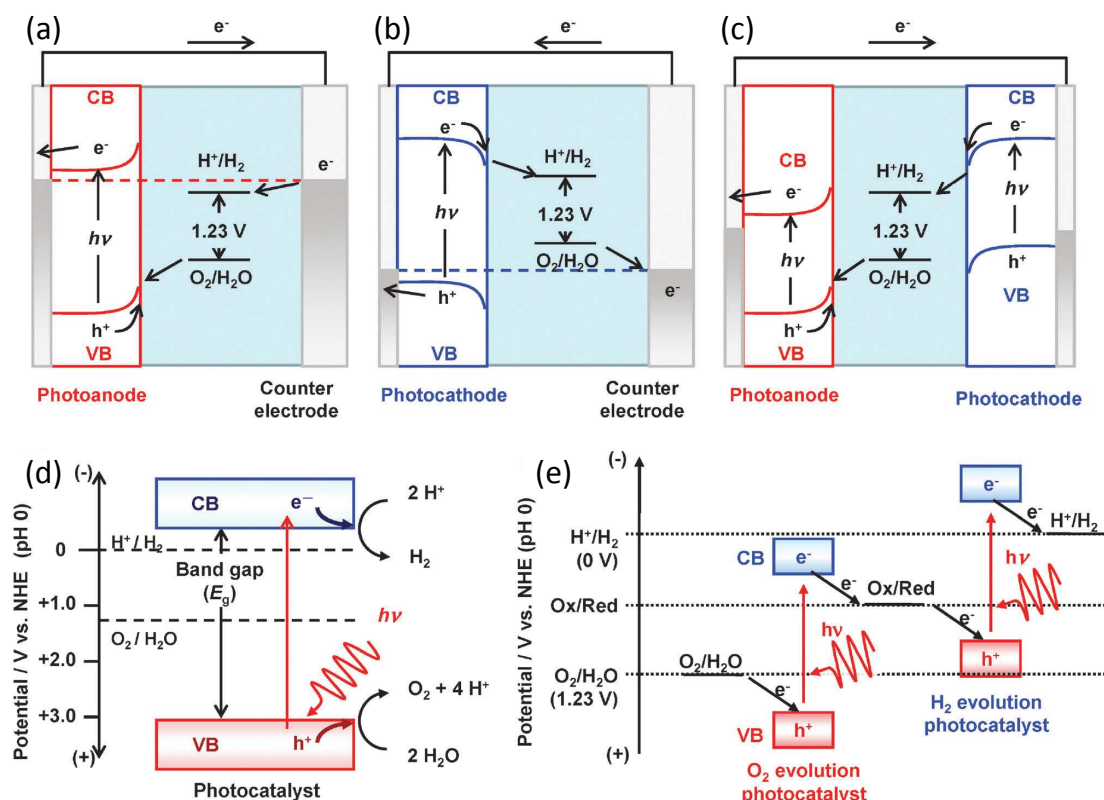 (a)
e-
CB
e-
H+/H2
e-
hν
1.23 V
O2/H2O
h+
VB
Photoanode
Counter
electrode
(b)
e-
CB
e-
H+/H2
hν
1.23 V
O2/H2O
h+
e-
VB
Photocathode
Counter
electrode
(c)
e-
CB
e-
CB
H+/H2
e-
hν
1.23 V
hν
O2/H2O
h+
h+
VB
VB
Photoanode
Photocathode
(d)
Potential / V vs. NHE (pH 0)
(-)
CB
e−
2 H+
H+/ H2
0
H2
Band gap
(Eg)
+1.0
hν
O2 / H2O
+2.0
O2 + 4 H+
+3.0
VB
h+
2 H2O
(+)
Photocatalyst
(e)
Potential / V vs. NHE (pH 0)
(-)
e-
e-
H+/H2
H+/H2
(0 V)
CB
e-
hν
e-
Ox/Red
Ox/Red
e-
hν
h+
O2/H2O
O2/H2O
(1.23 V)
e-
H2 evolution
photocatalyst
VB
h+
(+)
O2 evolution
photocatalyst